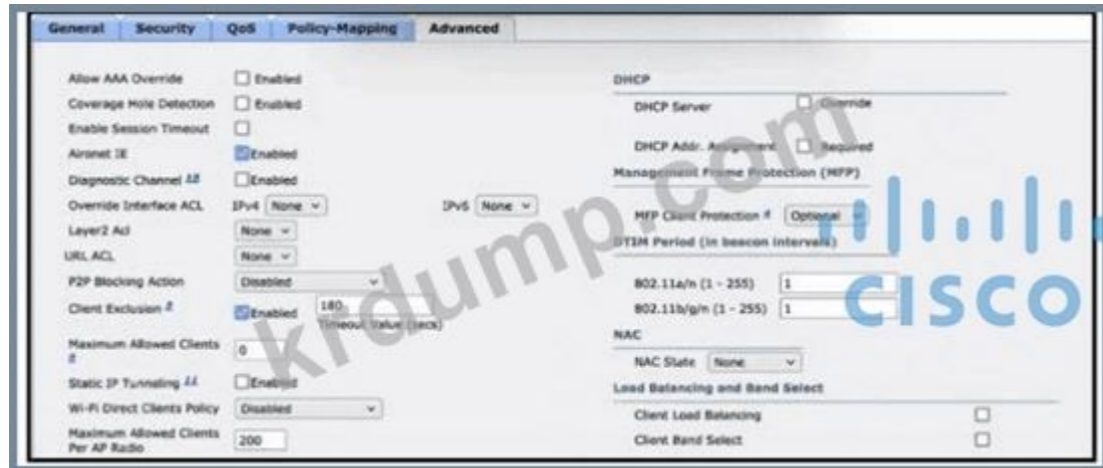 General Security QoS Policy-Mapping Advanced
Allow AAA Override Enabled
Coverage Hole Detection Enabled
Enable Session Timeout
Aironet IE Enabled
Diagnostic Channel 18 Enabled
Override Interface ACL IPv4 None IPv6 None
Layer2 Acl None
URL ACL None
P2P Blocking Action Disabled
Client Exclusion Enabled 180
Timeout Value (secs)
Maximum Allowed Clients 0
Static IP Tunneling 11 Enabled
Wi-Fi Direct Clients Policy Disabled
Maximum Allowed Clients Per AP Radio 200
DHCP
DHCP Server Override
DHCP Addr. Assignment Required
Management Frame Protection (MFP)
MFP Client Protection Optional
DTIM Period (in beacon intervals)
802.11a/n (1 - 255) 1
802.11b/g/n (1 - 255) 1
NAC
NAC State None
Load Balancing and Band Select
Client Load Balancing
Client Band Select
krdump.com
CISCO